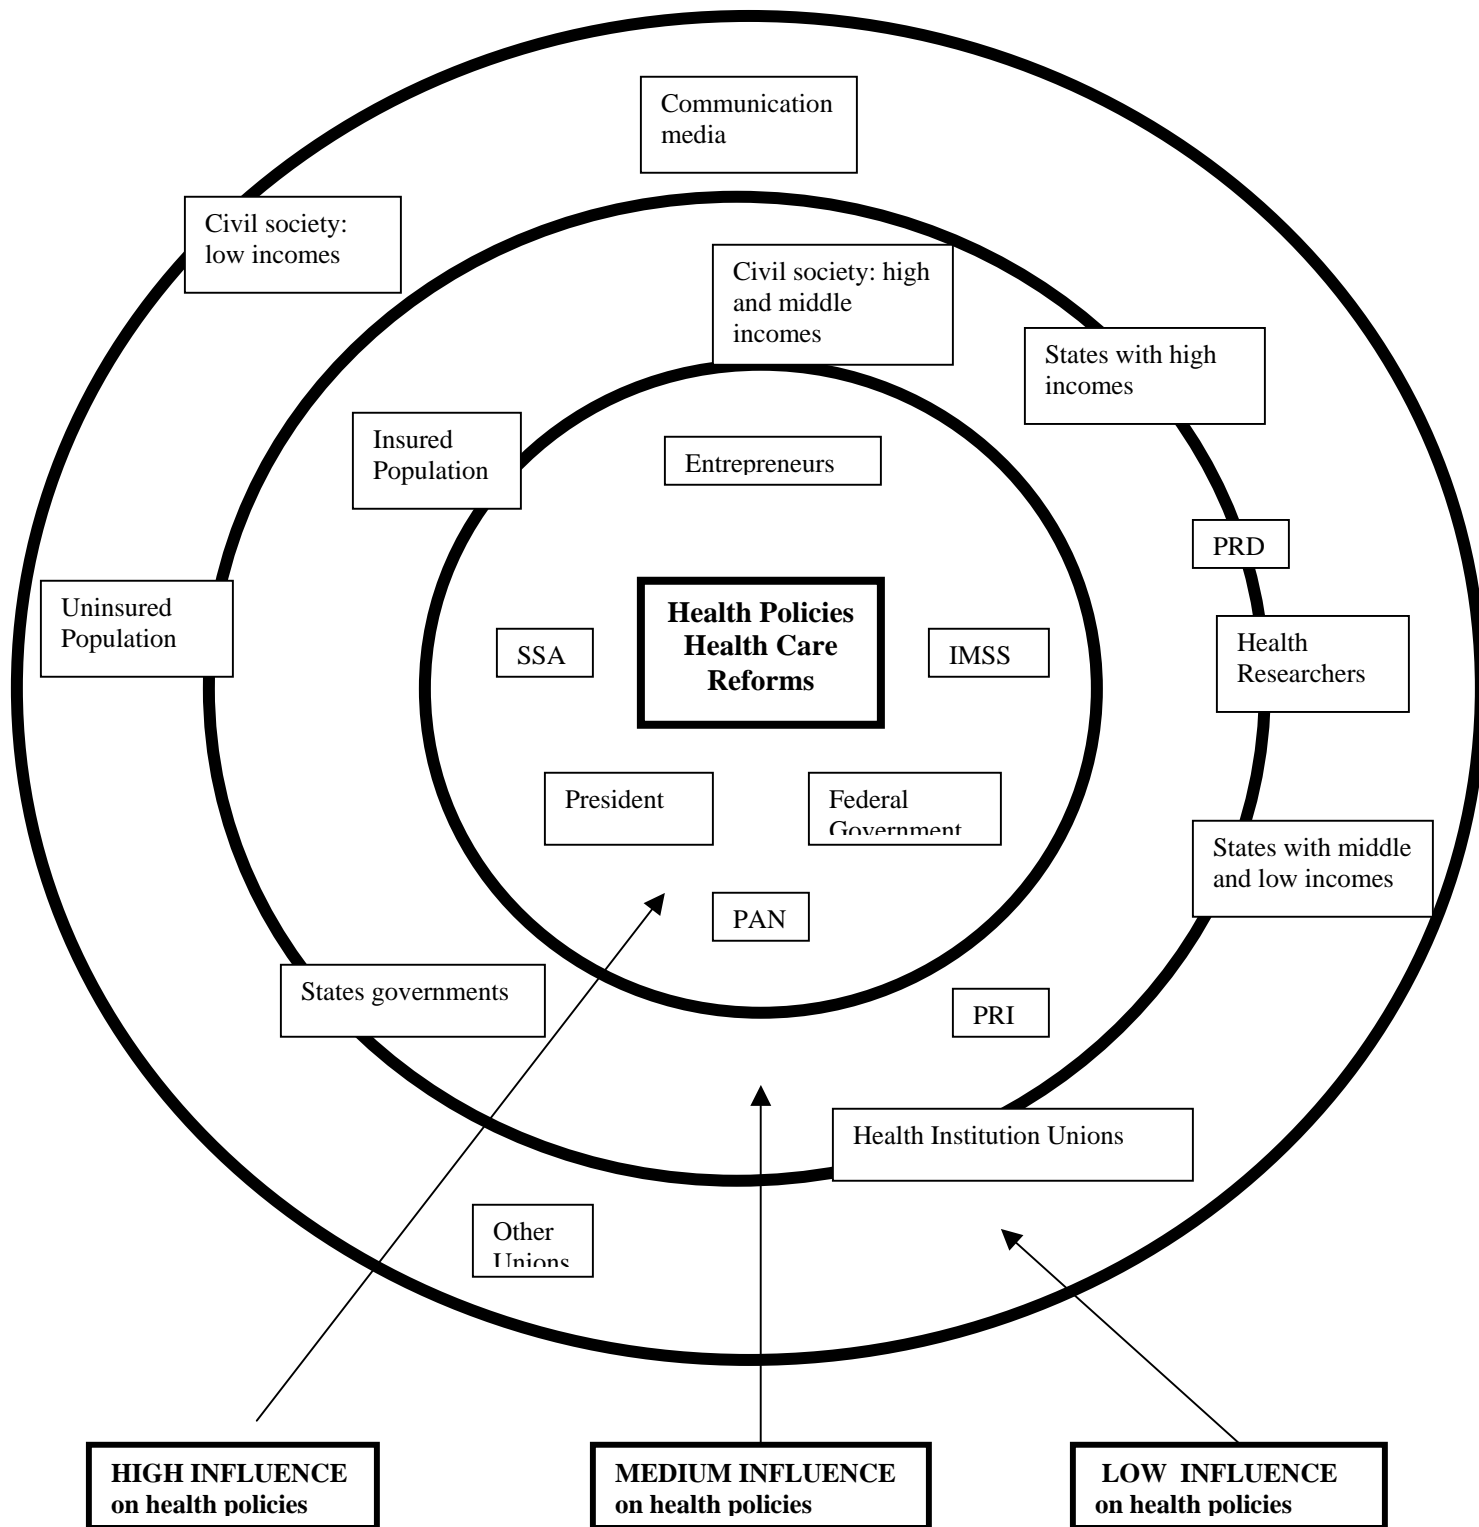 Communication
media
Civil society:
low incomes
Civil society: high
and middle
incomes
States with high
incomes
Insured
Population
Entrepreneurs
PRD
Uninsured
Population
Health Policies
Health Care
Reforms
SSA
IMSS
Health
Researchers
President
Federal
Government
States with middle
and low incomes
PAN
States governments
PRI
Health Institution Unions
Other
Unions
HIGH INFLUENCE
on health policies
MEDIUM INFLUENCE
on health policies
LOW INFLUENCE
on health policies